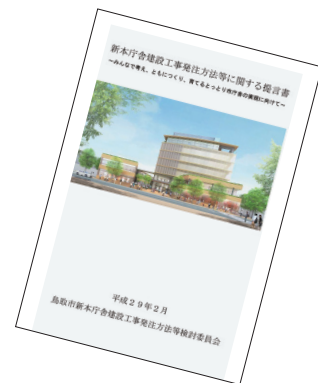 新本庁舎建設工事発注方法等に関する提言書
～みんなで考え、ともにつくり、育てるとっとり市庁舎の実現に向けて～
平成２９年２月
鳥取市新本庁舎建設工事発注方法等検討委員会